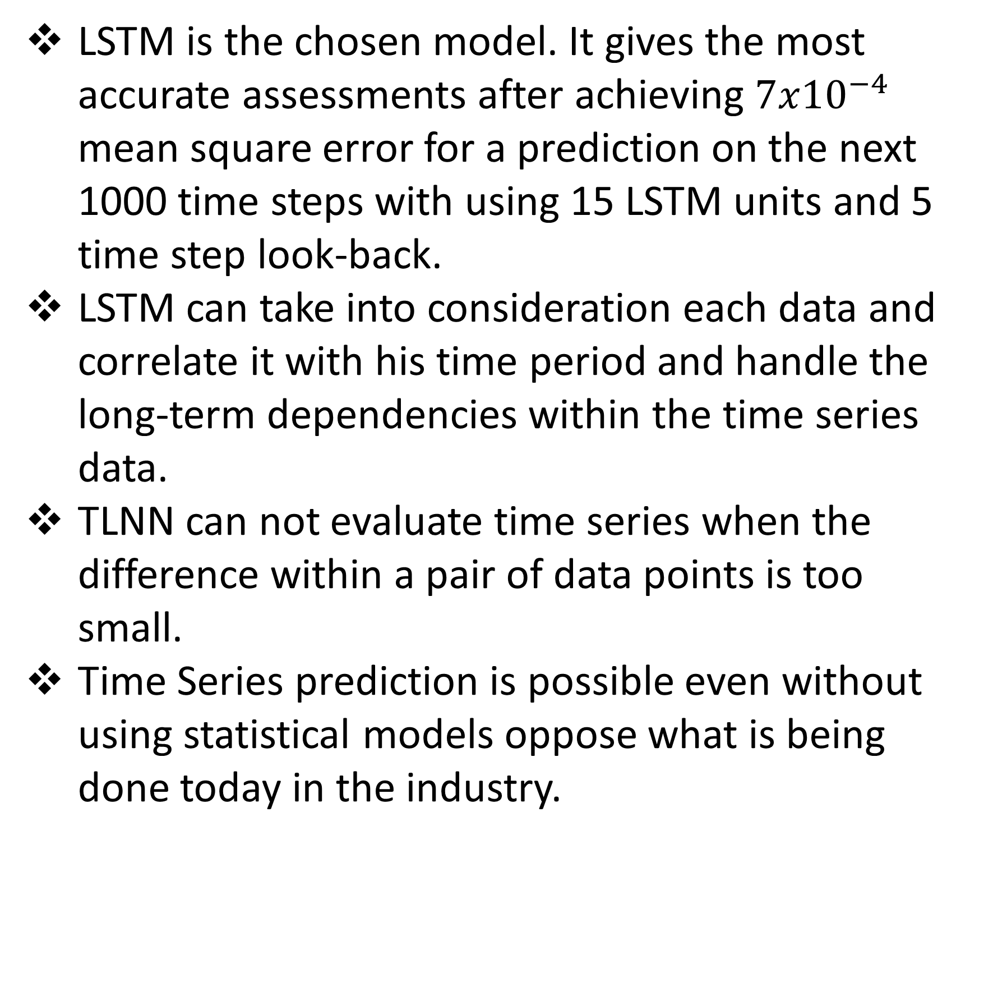 ❖ LSTM is the chosen model. It gives the most
accurate assessments after achieving 7x10⁻⁴
mean square error for a prediction on the next
1000 time steps with using 15 LSTM units and 5
time step look-back.
❖ LSTM can take into consideration each data and
correlate it with his time period and handle the
long-term dependencies within the time series
data.
❖ TLNN can not evaluate time series when the
difference within a pair of data points is too
small.
❖ Time Series prediction is possible even without
using statistical models oppose what is being
done today in the industry.